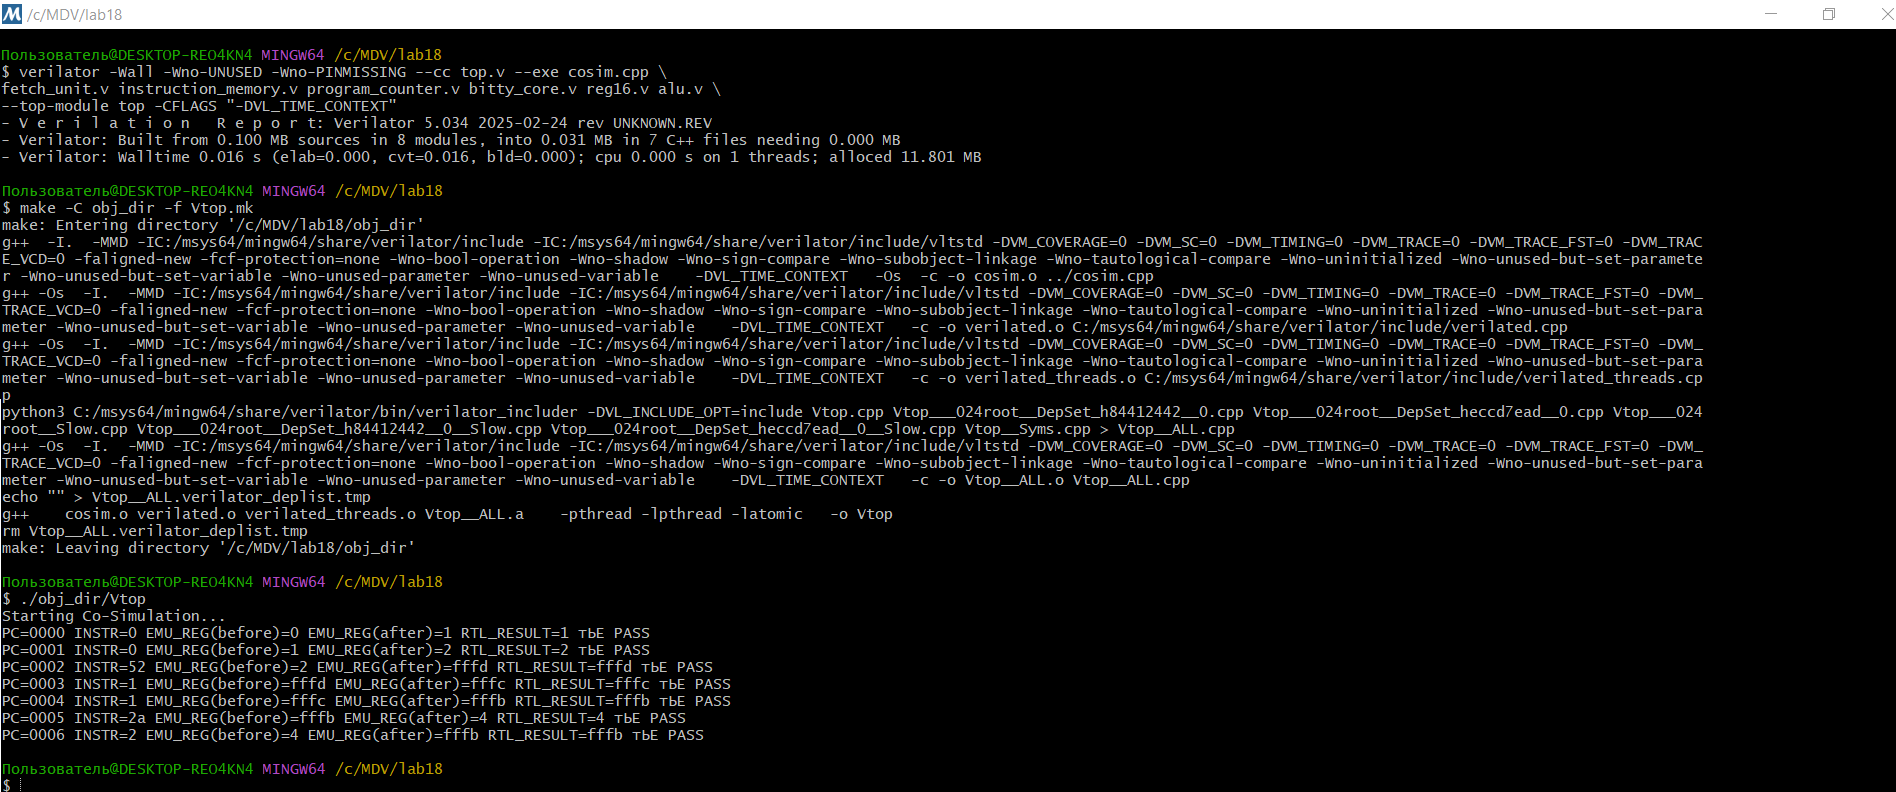 M /c/MDV/lab18
Пользователь@DESKTOP-REO4KN4 MINGW64 /c/MDV/lab18
$ verilator -Wall -Wno-UNUSED -Wno-PINMISSING --cc top.v --exe cosim.cpp \
fetch_unit.v instruction_memory.v program_counter.v bitty_core.v reg16.v alu.v \
--top-module top -CFLAGS "-DVL_TIME_CONTEXT"
- V e r i l a t i o n   R e p o r t: Verilator 5.034 2025-02-24 rev UNKNOWN.REV
- Verilator: Built from 0.100 MB sources in 8 modules, into 0.031 MB in 7 C++ files needing 0.000 MB
- Verilator: Walltime 0.016 s (elab=0.000, cvt=0.016, bld=0.000); cpu 0.000 s on 1 threads; alloced 11.801 MB
Пользователь@DESKTOP-REO4KN4 MINGW64 /c/MDV/lab18
$ make -C obj_dir -f Vtop.mk
make: Entering directory '/c/MDV/lab18/obj_dir'
g++  -I.  -MMD -IC:/msys64/mingw64/share/verilator/include -IC:/msys64/mingw64/share/verilator/include/vltstd -DVM_COVERAGE=0 -DVM_SC=0 -DVM_TIMING=0 -DVM_TRACE=0 -DVM_TRACE_FST=0 -DVM_TRAC
E_VCD=0 -faligned-new -fcf-protection=none -Wno-bool-operation -Wno-shadow -Wno-sign-compare -Wno-subobject-linkage -Wno-tautological-compare -Wno-uninitialized -Wno-unused-but-set-paramete
r -Wno-unused-but-set-variable -Wno-unused-parameter -Wno-unused-variable    -DVL_TIME_CONTEXT   -Os  -c -o cosim.o ../cosim.cpp
g++ -Os  -I.  -MMD -IC:/msys64/mingw64/share/verilator/include -IC:/msys64/mingw64/share/verilator/include/vltstd -DVM_COVERAGE=0 -DVM_SC=0 -DVM_TIMING=0 -DVM_TRACE=0 -DVM_TRACE_FST=0 -DVM_
TRACE_VCD=0 -faligned-new -fcf-protection=none -Wno-bool-operation -Wno-shadow -Wno-sign-compare -Wno-subobject-linkage -Wno-tautological-compare -Wno-uninitialized -Wno-unused-but-set-para
meter -Wno-unused-but-set-variable -Wno-unused-parameter -Wno-unused-variable    -DVL_TIME_CONTEXT   -c -o verilated.o C:/msys64/mingw64/share/verilator/include/verilated.cpp
g++ -Os  -I.  -MMD -IC:/msys64/mingw64/share/verilator/include -IC:/msys64/mingw64/share/verilator/include/vltstd -DVM_COVERAGE=0 -DVM_SC=0 -DVM_TIMING=0 -DVM_TRACE=0 -DVM_TRACE_FST=0 -DVM_
TRACE_VCD=0 -faligned-new -fcf-protection=none -Wno-bool-operation -Wno-shadow -Wno-sign-compare -Wno-subobject-linkage -Wno-tautological-compare -Wno-uninitialized -Wno-unused-but-set-para
meter -Wno-unused-but-set-variable -Wno-unused-parameter -Wno-unused-variable    -DVL_TIME_CONTEXT   -c -o verilated_threads.o C:/msys64/mingw64/share/verilator/include/verilated_threads.cp
p
python3 C:/msys64/mingw64/share/verilator/bin/verilator_includer -DVL_INCLUDE_OPT=include Vtop.cpp Vtop___024root__DepSet_h84412442__0.cpp Vtop___024root__DepSet_heccd7ead__0.cpp Vtop___024
root__Slow.cpp Vtop___024root__DepSet_h84412442__0__Slow.cpp Vtop___024root__DepSet_heccd7ead__0__Slow.cpp Vtop__Syms.cpp > Vtop__ALL.cpp
g++ -Os  -I.  -MMD -IC:/msys64/mingw64/share/verilator/include -IC:/msys64/mingw64/share/verilator/include/vltstd -DVM_COVERAGE=0 -DVM_SC=0 -DVM_TIMING=0 -DVM_TRACE=0 -DVM_TRACE_FST=0 -DVM_
TRACE_VCD=0 -faligned-new -fcf-protection=none -Wno-bool-operation -Wno-shadow -Wno-sign-compare -Wno-subobject-linkage -Wno-tautological-compare -Wno-uninitialized -Wno-unused-but-set-para
meter -Wno-unused-but-set-variable -Wno-unused-parameter -Wno-unused-variable    -DVL_TIME_CONTEXT   -c -o Vtop__ALL.o Vtop__ALL.cpp
echo "" > Vtop__ALL.verilator_deplist.tmp
g++    cosim.o verilated.o verilated_threads.o Vtop__ALL.a    -pthread -lpthread -latomic   -o Vtop
rm Vtop__ALL.verilator_deplist.tmp
make: Leaving directory '/c/MDV/lab18/obj_dir'
Пользователь@DESKTOP-REO4KN4 MINGW64 /c/MDV/lab18
$ ./obj_dir/Vtop
Starting Co-Simulation...
PC=0000 INSTR=0 EMU_REG(before)=0 EMU_REG(after)=1 RTL_RESULT=1 тЬЕ PASS
PC=0001 INSTR=0 EMU_REG(before)=1 EMU_REG(after)=2 RTL_RESULT=2 тЬЕ PASS
PC=0002 INSTR=52 EMU_REG(before)=2 EMU_REG(after)=fffd RTL_RESULT=fffd тЬЕ PASS
PC=0003 INSTR=1 EMU_REG(before)=fffd EMU_REG(after)=fffc RTL_RESULT=fffc тЬЕ PASS
PC=0004 INSTR=1 EMU_REG(before)=fffc EMU_REG(after)=fffb RTL_RESULT=fffb тЬЕ PASS
PC=0005 INSTR=2a EMU_REG(before)=fffb EMU_REG(after)=4 RTL_RESULT=4 тЬЕ PASS
PC=0006 INSTR=2 EMU_REG(before)=4 EMU_REG(after)=fffb RTL_RESULT=fffb тЬЕ PASS
Пользователь@DESKTOP-REO4KN4 MINGW64 /c/MDV/lab18
$